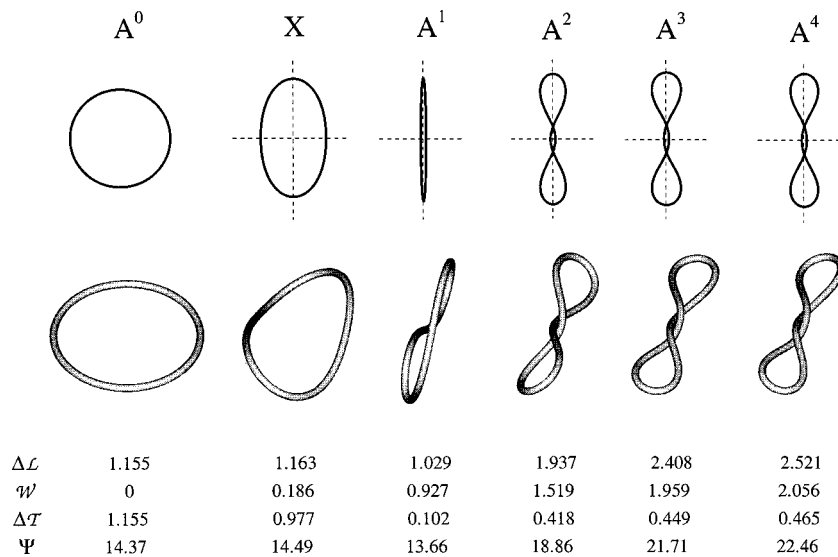 A⁰ X A¹ A² A³ A⁴
Δℒ 1.155 1.163 1.029 1.937 2.408 2.521
𝒲 0 0.186 0.927 1.519 1.959 2.056
Δ𝒯 1.155 0.977 0.102 0.418 0.449 0.465
Ψ 14.37 14.49 13.66 18.86 21.71 22.46